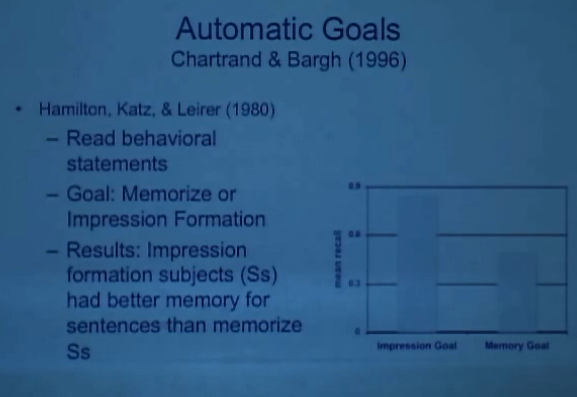 Automatic Goals
Chartrand & Bargh (1996)
• Hamilton, Katz, & Leirer (1980)
– Read behavioral
statements
– Goal: Memorize or
Impression Formation
– Results: Impression
formation subjects (Ss)
had better memory for
sentences than memorize
Ss
0.9
0.6
0.3
0
mean recall
Impression Goal
Memory Goal